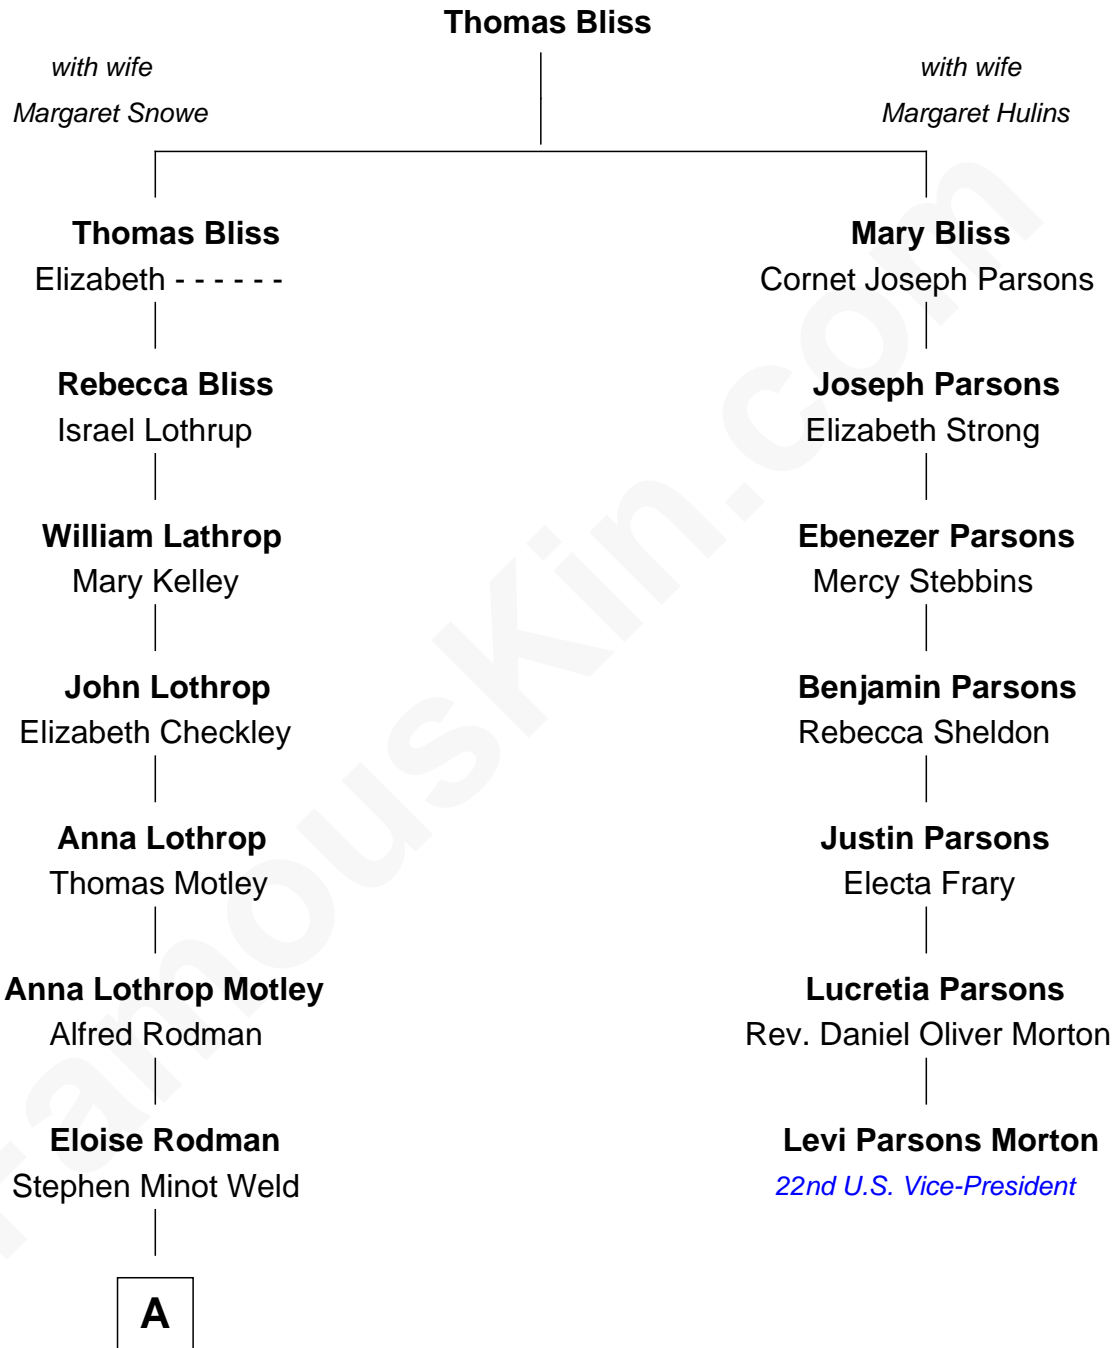 Thomas Bliss
with wife
Margaret Snowe
with wife
Margaret Hulins
Thomas Bliss
Elizabeth - - - - - -
Mary Bliss
Cornet Joseph Parsons
Rebecca Bliss
Israel Lothrup
Joseph Parsons
Elizabeth Strong
William Lathrop
Mary Kelley
Ebenezer Parsons
Mercy Stebbins
John Lothrop
Elizabeth Checkley
Benjamin Parsons
Rebecca Sheldon
Anna Lothrop
Thomas Motley
Justin Parsons
Electa Frary
Anna Lothrop Motley
Alfred Rodman
Lucretia Parsons
Rev. Daniel Oliver Morton
Eloise Rodman
Stephen Minot Weld
Levi Parsons Morton
22nd U.S. Vice-President
A
FamousKin.com